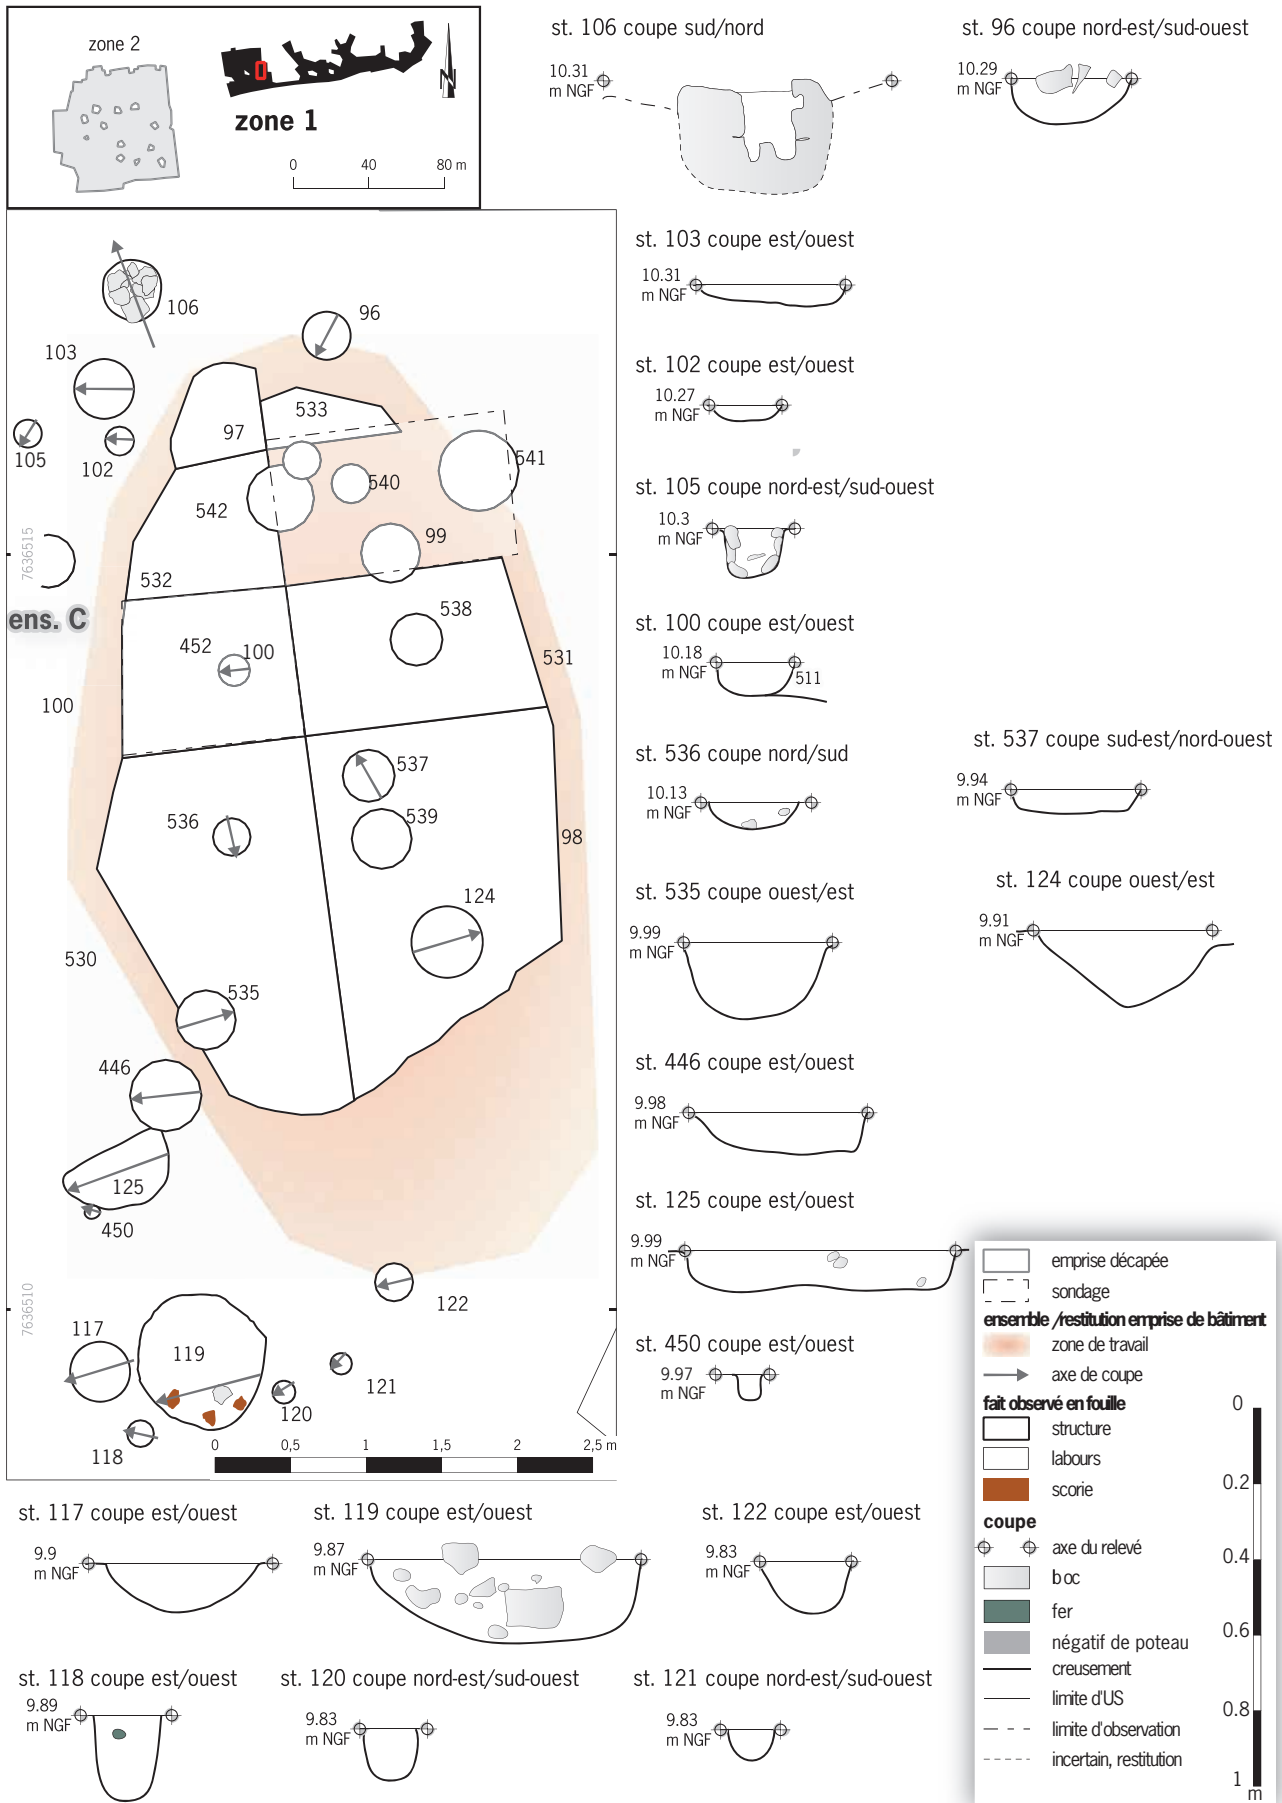 zone 2
zone 1
N
0 40 80 m
st. 106 coupe sud/nord
10.31
m NGF
st. 96 coupe nord-est/sud-ouest
10.29
m NGF
106
96
103
533
97
105
102
541
540
542
99
7636515
532
ens. C
538
452
100
531
100
537
536
539
98
124
530
535
446
125
450
7636510
122
117
119
121
120
118
0 0,5 1 1,5 2 2,5 m
st. 103 coupe est/ouest
10.31
m NGF
st. 102 coupe est/ouest
10.27
m NGF
st. 105 coupe nord-est/sud-ouest
10.3
m NGF
st. 100 coupe est/ouest
10.18
m NGF
511
st. 536 coupe nord/sud
10.13
m NGF
st. 537 coupe sud-est/nord-ouest
9.94
m NGF
st. 535 coupe ouest/est
9.99
m NGF
st. 124 coupe ouest/est
9.91
m NGF
st. 446 coupe est/ouest
9.98
m NGF
st. 125 coupe est/ouest
9.99
m NGF
st. 450 coupe est/ouest
9.97
m NGF
emprise décapée
sondage
ensemble /restitution emprise de bâtiment
zone de travail
axe de coupe
fait observé en fouille
structure
labours
scorie
coupe
axe du relevé
boc
fer
négatif de poteau
creusement
limite d'US
limite d'observation
incertain, restitution
0
0.2
0.4
0.6
0.8
1
m
st. 117 coupe est/ouest
9.9
m NGF
st. 119 coupe est/ouest
9.87
m NGF
st. 122 coupe est/ouest
9.83
m NGF
st. 118 coupe est/ouest
9.89
m NGF
st. 120 coupe nord-est/sud-ouest
9.83
m NGF
st. 121 coupe nord-est/sud-ouest
9.83
m NGF